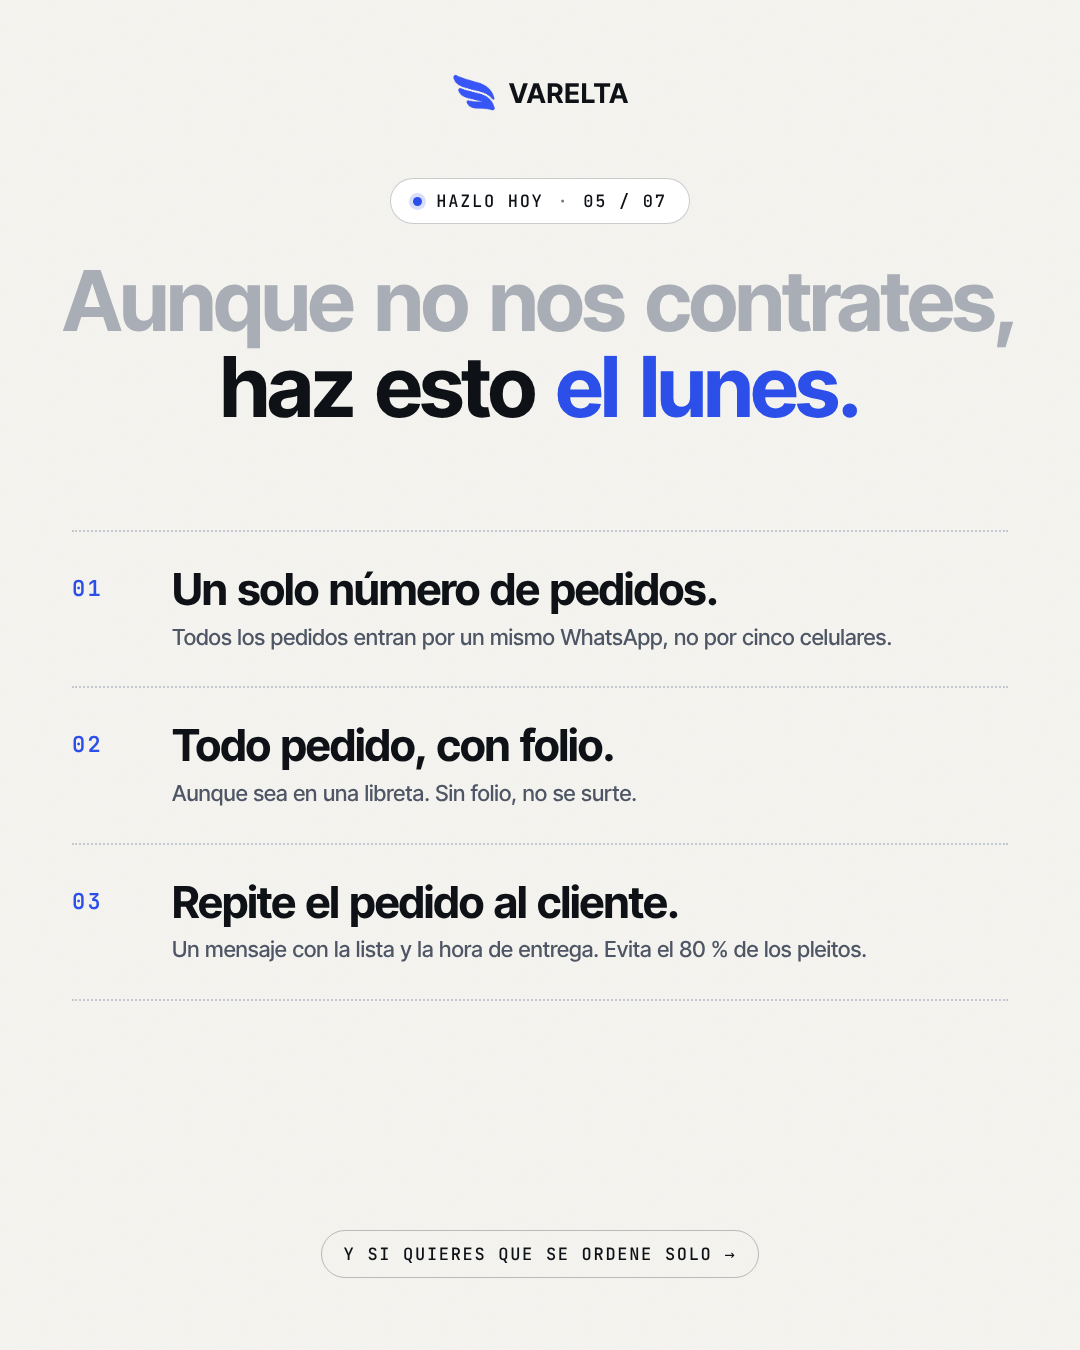 VARELTA
HAZLO HOY · 05 / 07
Aunque no nos contrates,
haz esto el lunes.
01
Un solo número de pedidos.
Todos los pedidos entran por un mismo WhatsApp, no por cinco celulares.
02
Todo pedido, con folio.
Aunque sea en una libreta. Sin folio, no se surte.
03
Repite el pedido al cliente.
Un mensaje con la lista y la hora de entrega. Evita el 80 % de los pleitos.
Y SI QUIERES QUE SE ORDENE SOLO →